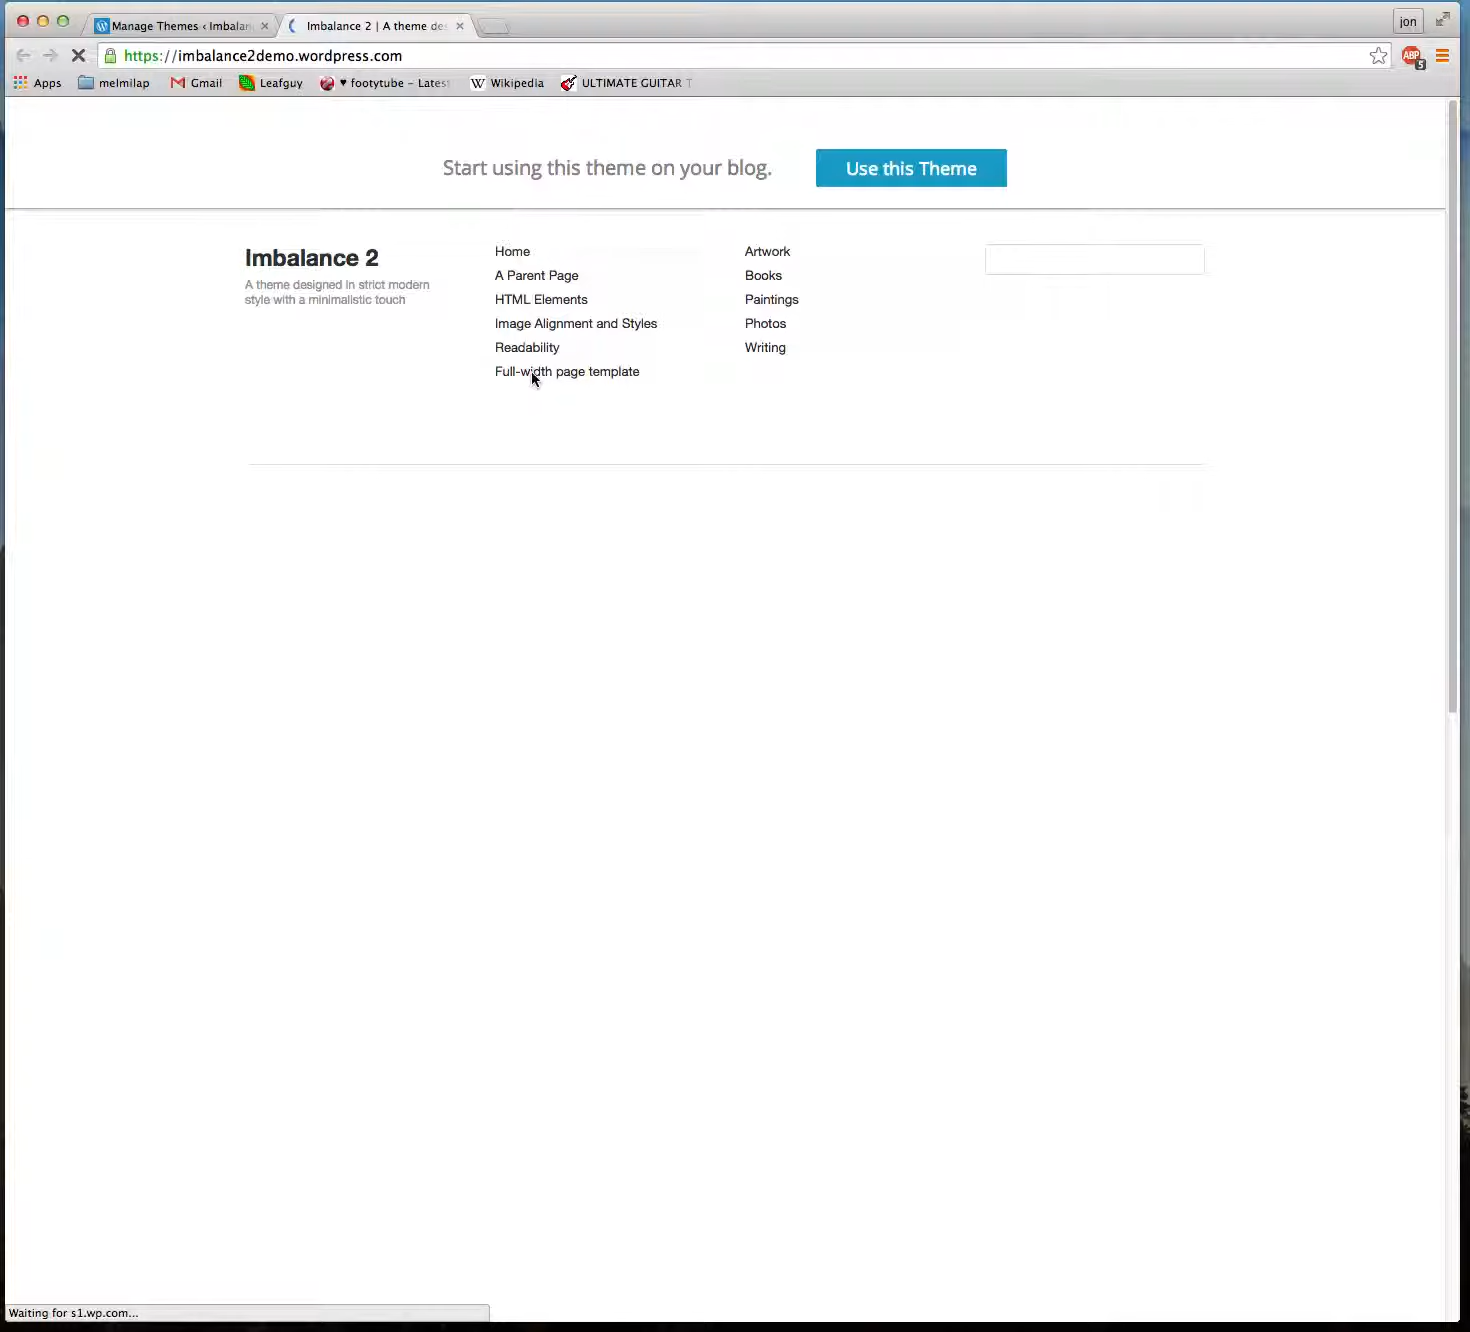 Manage Themes ‹ Imbalan
Imbalance 2 | A theme de
jon
https://imbalance2demo.wordpress.com
ABP
5
Apps
melmilap
Gmail
Leafguy
♥ footytube – Lates
W Wikipedia
ULTIMATE GUITAR T
Start using this theme on your blog.
Use this Theme
Imbalance 2
A theme designed in strict modern
style with a minimalistic touch
Home
A Parent Page
HTML Elements
Image Alignment and Styles
Readability
Full-width page template
Artwork
Books
Paintings
Photos
Writing
Waiting for s1.wp.com...